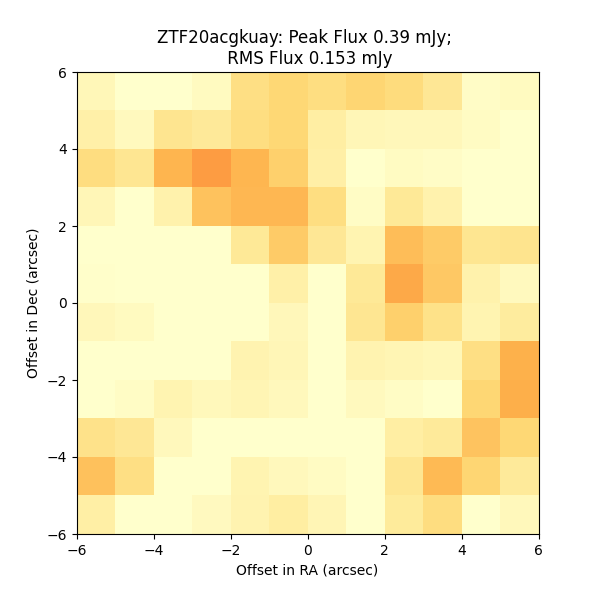 ZTF20acgkuay: Peak Flux 0.39 mJy;
RMS Flux 0.153 mJy
6
4
2
0
−2
−4
−6
Offset in Dec (arcsec)
−6 −4 −2 0 2 4 6
Offset in RA (arcsec)